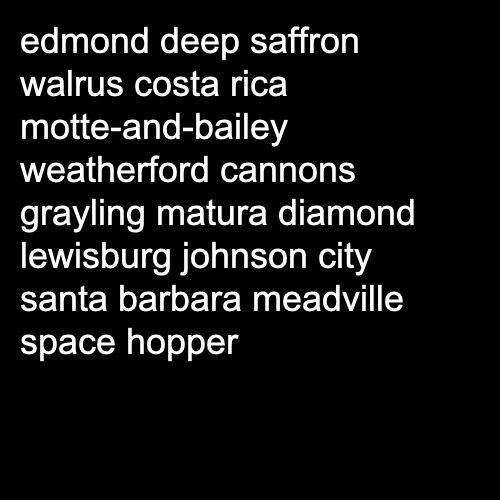 edmond deep saffron
walrus costa rica
motte-and-bailey
weatherford cannons
grayling matura diamond
lewisburg johnson city
santa barbara meadville
space hopper